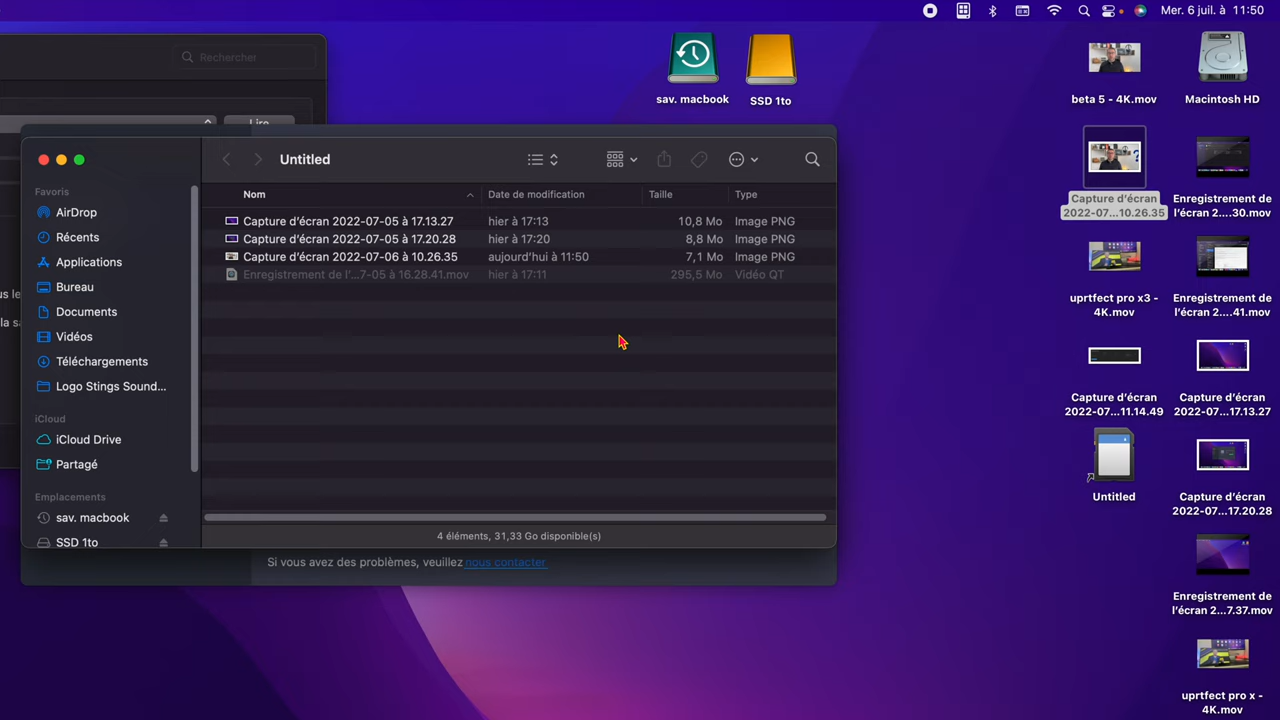 Mer. 6 juil. à 11:50
Rechercher
Lire
sav. macbook
SSD 1to
beta 5 - 4K.mov
Macintosh HD
Untitled
Favoris
AirDrop
Récents
Applications
Bureau
Documents
Vidéos
Téléchargements
Logo Stings Sound...
iCloud
iCloud Drive
Partagé
Emplacements
sav. macbook
SSD 1to
Nom Date de modification Taille Type
Capture d'écran 2022-07-05 à 17.13.27 hier à 17:13 10,8 Mo Image PNG
Capture d'écran 2022-07-05 à 17.20.28 hier à 17:20 8,8 Mo Image PNG
Capture d'écran 2022-07-06 à 10.26.35 aujourd'hui à 11:50 7,1 Mo Image PNG
Enregistrement de l'...7-05 à 16.28.41.mov hier à 17:11 295,5 Mo Vidéo QT
4 éléments, 31,33 Go disponible(s)
Si vous avez des problèmes, veuillez nous contacter
Capture d'écran
2022-07...10.26.35
Enregistrement de
l'écran 2....30.mov
uprtfect pro x3 -
4K.mov
Enregistrement de
l'écran 2....41.mov
Capture d'écran
2022-07...11.14.49
Capture d'écran
2022-07...17.13.27
Untitled
Capture d'écran
2022-07...17.20.28
Enregistrement de
l'écran 2...7.37.mov
uprtfect pro x -
4K.mov